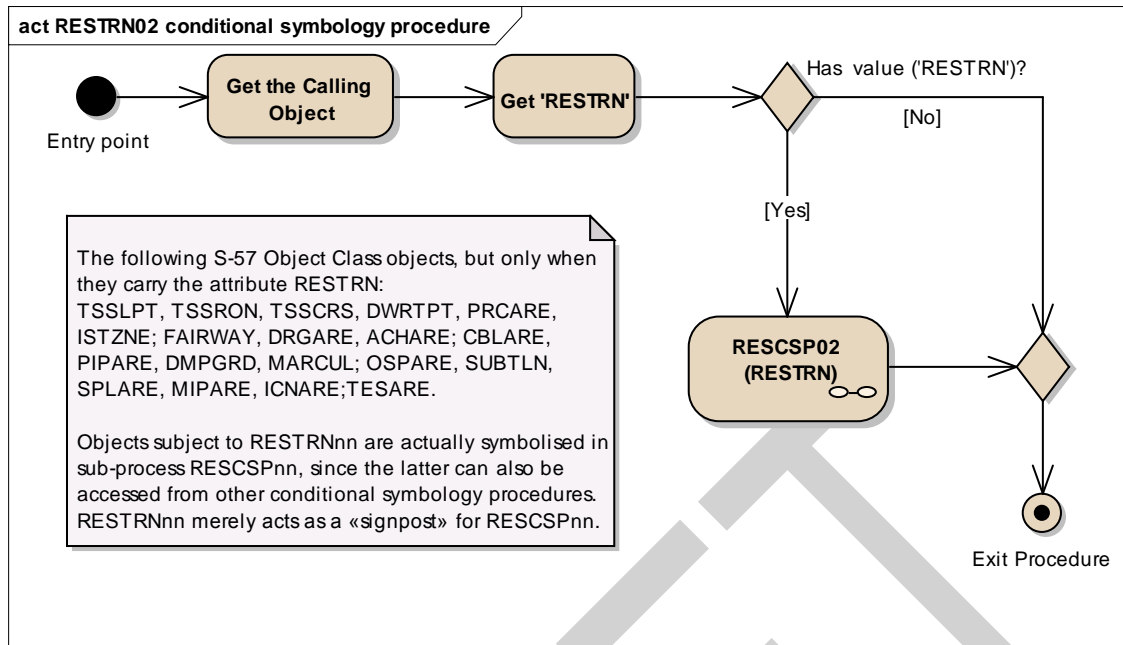 act RESTRN02 conditional symbology procedure
Has value ('RESTRN')?
Get the Calling
Object
Get 'RESTRN'
[No]
Entry point
[Yes]
The following S-57 Object Class objects, but only when
they carry the attribute RESTRN:
TSSLPT, TSSRON, TSSCRS, DWRTPT, PRCARE,
ISTZNE; FAIRWAY, DRGARE, ACHARE; CBLARE,
PIPARE, DMPGRD, MARCUL; OSPARE, SUBTLN,
SPLARE, MIPARE, ICNARE;TESARE.
Objects subject to RESTRNnn are actually symbolised in
sub-process RESCSPnn, since the latter can also be
accessed from other conditional symbology procedures.
RESTRNnn merely acts as a «signpost» for RESCSPnn.
RESCSP02
(RESTRN)
Exit Procedure